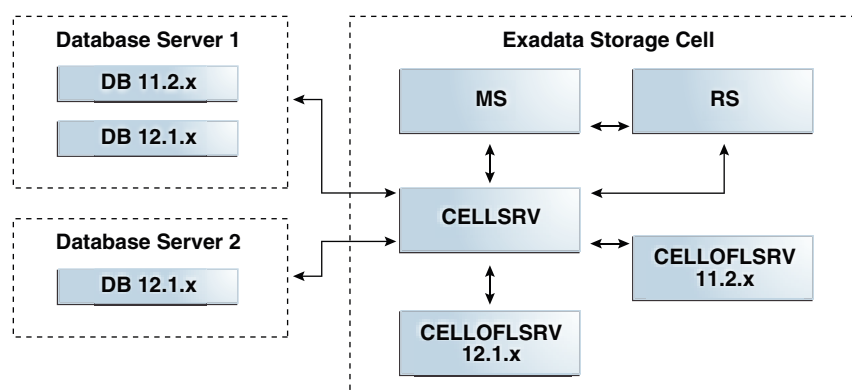 Database Server 1
DB 11.2.x
DB 12.1.x
Database Server 2
DB 12.1.x
Exadata Storage Cell
MS
RS
CELLSRV
CELLOFLSRV
11.2.x
CELLOFLSRV
12.1.x